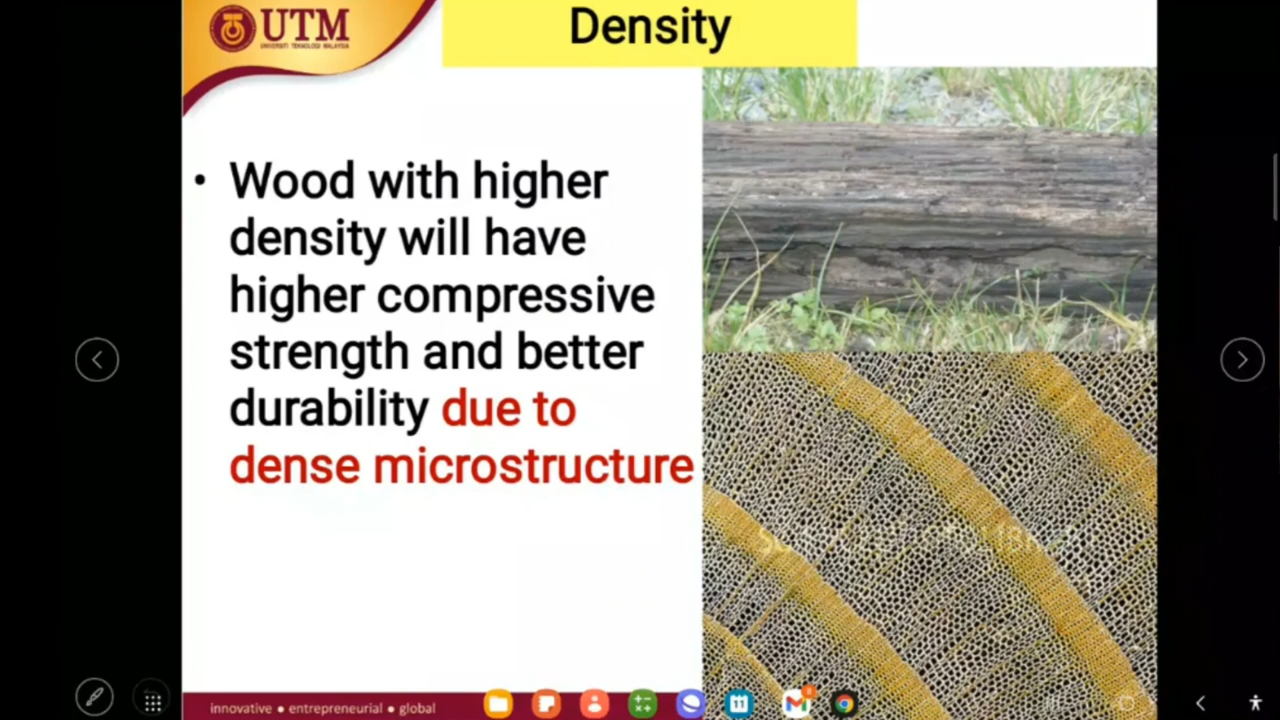 UTM
UNIVERSITI TEKNOLOGI MALAYSIA
Density
• Wood with higher
density will have
higher compressive
strength and better
durability due to
dense microstructure
innovative ● entrepreneurial ● global
11